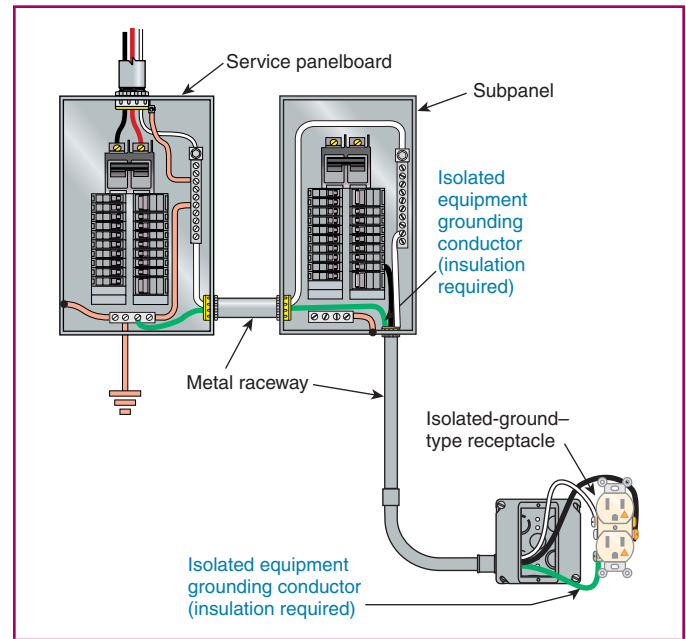 Service panelboard
Subpanel
Isolated
equipment
grounding
conductor
(insulation
required)
Metal raceway
Isolated-ground–
type receptacle
Isolated equipment
grounding conductor
(insulation required)